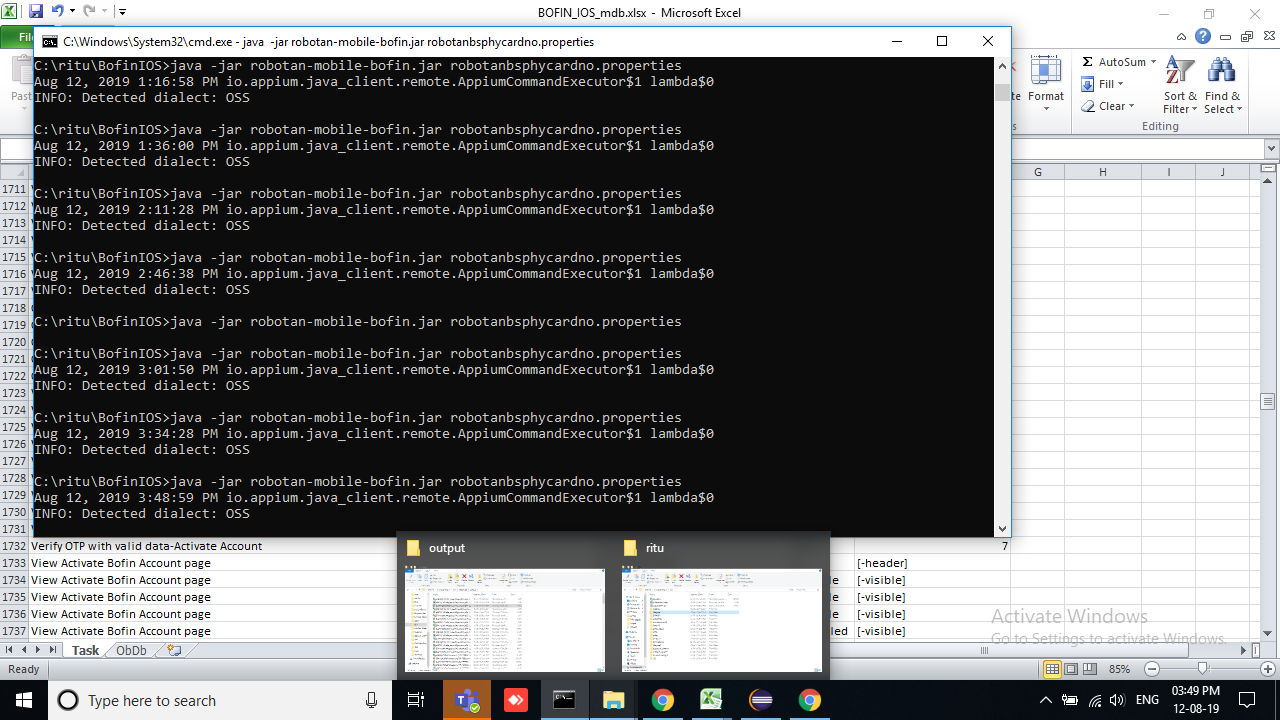 BOFIN_IOS_mdb.xlsx - Microsoft Excel
C:\Windows\System32\cmd.exe - java -jar robotan-mobile-bofin.jar robotanbsphycardno.properties
C:\ritu\BofinIOS>java -jar robotan-mobile-bofin.jar robotanbsphycardno.properties
Aug 12, 2019 1:16:58 PM io.appium.java_client.remote.AppiumCommandExecutor$1 lambda$0
INFO: Detected dialect: OSS
C:\ritu\BofinIOS>java -jar robotan-mobile-bofin.jar robotanbsphycardno.properties
Aug 12, 2019 1:36:00 PM io.appium.java_client.remote.AppiumCommandExecutor$1 lambda$0
INFO: Detected dialect: OSS
C:\ritu\BofinIOS>java -jar robotan-mobile-bofin.jar robotanbsphycardno.properties
Aug 12, 2019 2:11:28 PM io.appium.java_client.remote.AppiumCommandExecutor$1 lambda$0
INFO: Detected dialect: OSS
C:\ritu\BofinIOS>java -jar robotan-mobile-bofin.jar robotanbsphycardno.properties
Aug 12, 2019 2:46:38 PM io.appium.java_client.remote.AppiumCommandExecutor$1 lambda$0
INFO: Detected dialect: OSS
C:\ritu\BofinIOS>java -jar robotan-mobile-bofin.jar robotanbsphycardno.properties
C:\ritu\BofinIOS>java -jar robotan-mobile-bofin.jar robotanbsphycardno.properties
Aug 12, 2019 3:01:50 PM io.appium.java_client.remote.AppiumCommandExecutor$1 lambda$0
INFO: Detected dialect: OSS
C:\ritu\BofinIOS>java -jar robotan-mobile-bofin.jar robotanbsphycardno.properties
Aug 12, 2019 3:34:28 PM io.appium.java_client.remote.AppiumCommandExecutor$1 lambda$0
INFO: Detected dialect: OSS
C:\ritu\BofinIOS>java -jar robotan-mobile-bofin.jar robotanbsphycardno.properties
Aug 12, 2019 3:48:59 PM io.appium.java_client.remote.AppiumCommandExecutor$1 lambda$0
INFO: Detected dialect: OSS
Format
AutoSum
Fill
Clear
Sort & Filter
Find & Select
Editing
G H I J
1711
1712
1713
1714
1715
1716
1717
1718
1719
1720
1721
1722
1723
1724
1725
1726
1727
1728
1729
1730
1731
1732 Verify OTP with valid data-Activate Account 7
1733 View Activate Bofin Account page [-header]
1734 View Activate Bofin Account page [-visible]
1735 View Activate Bofin Account page [-visible]
1736 View Activate Bofin Account page [-visible]
1737 View Activate Bofin Account page [-visible]
output
ritu
Activate Windows
Go to Settings to activate Windows.
Task ObDD
85%
Type here to search
ENG
03:49 PM
12-08-19